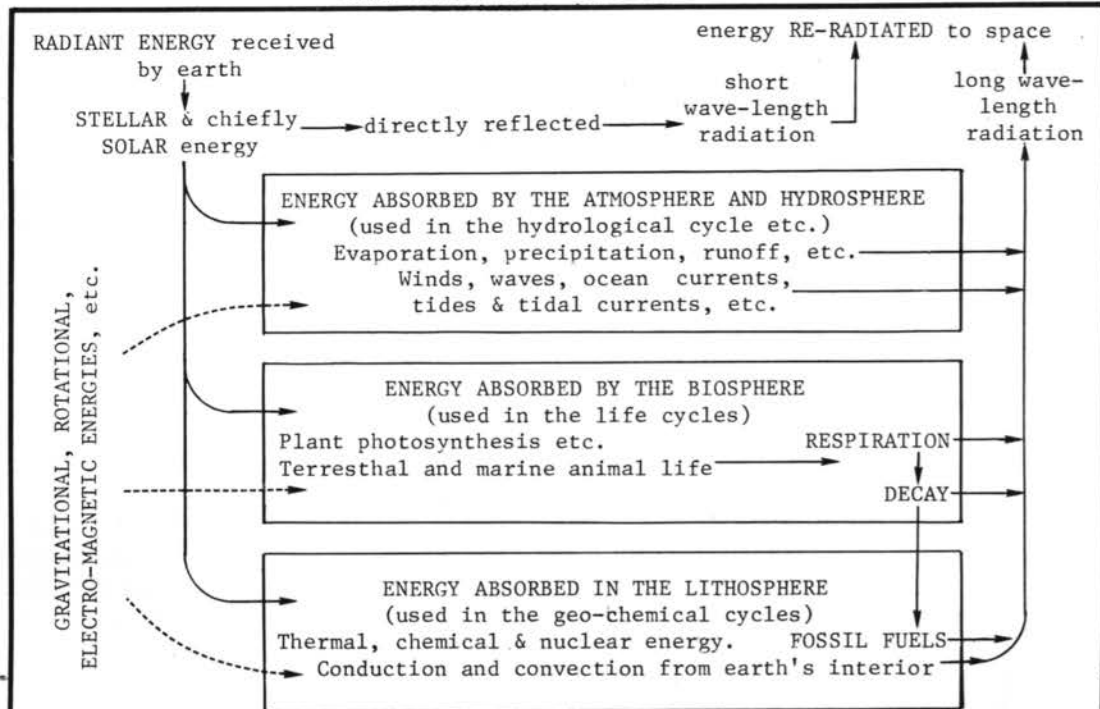 RADIANT ENERGY received
by earth
STELLAR & chiefly
SOLAR energy
directly reflected
short
wave-length
radiation
energy RE-RADIATED to space
long wave-
length
radiation
ENERGY ABSORBED BY THE ATMOSPHERE AND HYDROSPHERE
(used in the hydrological cycle etc.)
Evaporation, precipitation, runoff, etc.
Winds, waves, ocean currents,
tides & tidal currents, etc.
GRAVITATIONAL, ROTATIONAL,
ELECTRO-MAGNETIC ENERGIES, etc.
ENERGY ABSORBED BY THE BIOSPHERE
(used in the life cycles)
Plant photosynthesis etc.
RESPIRATION
Terresthal and marine animal life
DECAY
ENERGY ABSORBED IN THE LITHOSPHERE
(used in the geo-chemical cycles)
Thermal, chemical & nuclear energy.
FOSSIL FUELS
Conduction and convection from earth's interior